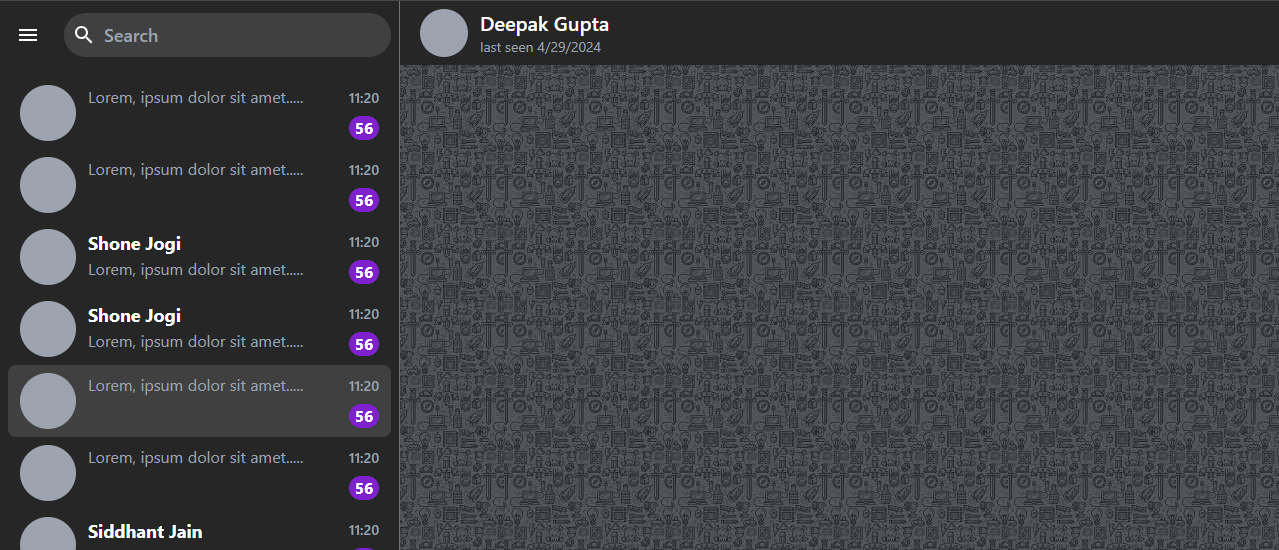 Search
Lorem, ipsum dolor sit amet.....
11:20
56
Lorem, ipsum dolor sit amet.....
11:20
56
Shone Jogi
11:20
Lorem, ipsum dolor sit amet.....
56
Shone Jogi
11:20
Lorem, ipsum dolor sit amet.....
56
Lorem, ipsum dolor sit amet.....
11:20
56
Lorem, ipsum dolor sit amet.....
11:20
56
Siddhant Jain
11:20
Deepak Gupta
last seen 4/29/2024